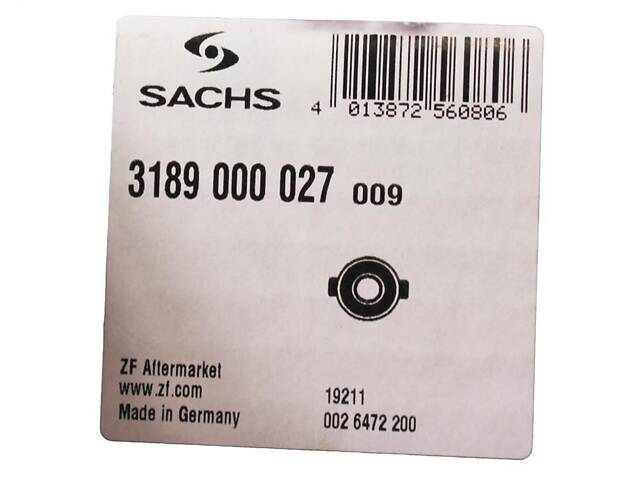 SACHS
4 013872 560806
3189 000 027 009
ZF Aftermarket
www.zf.com
Made in Germany
19211
002 6472 200